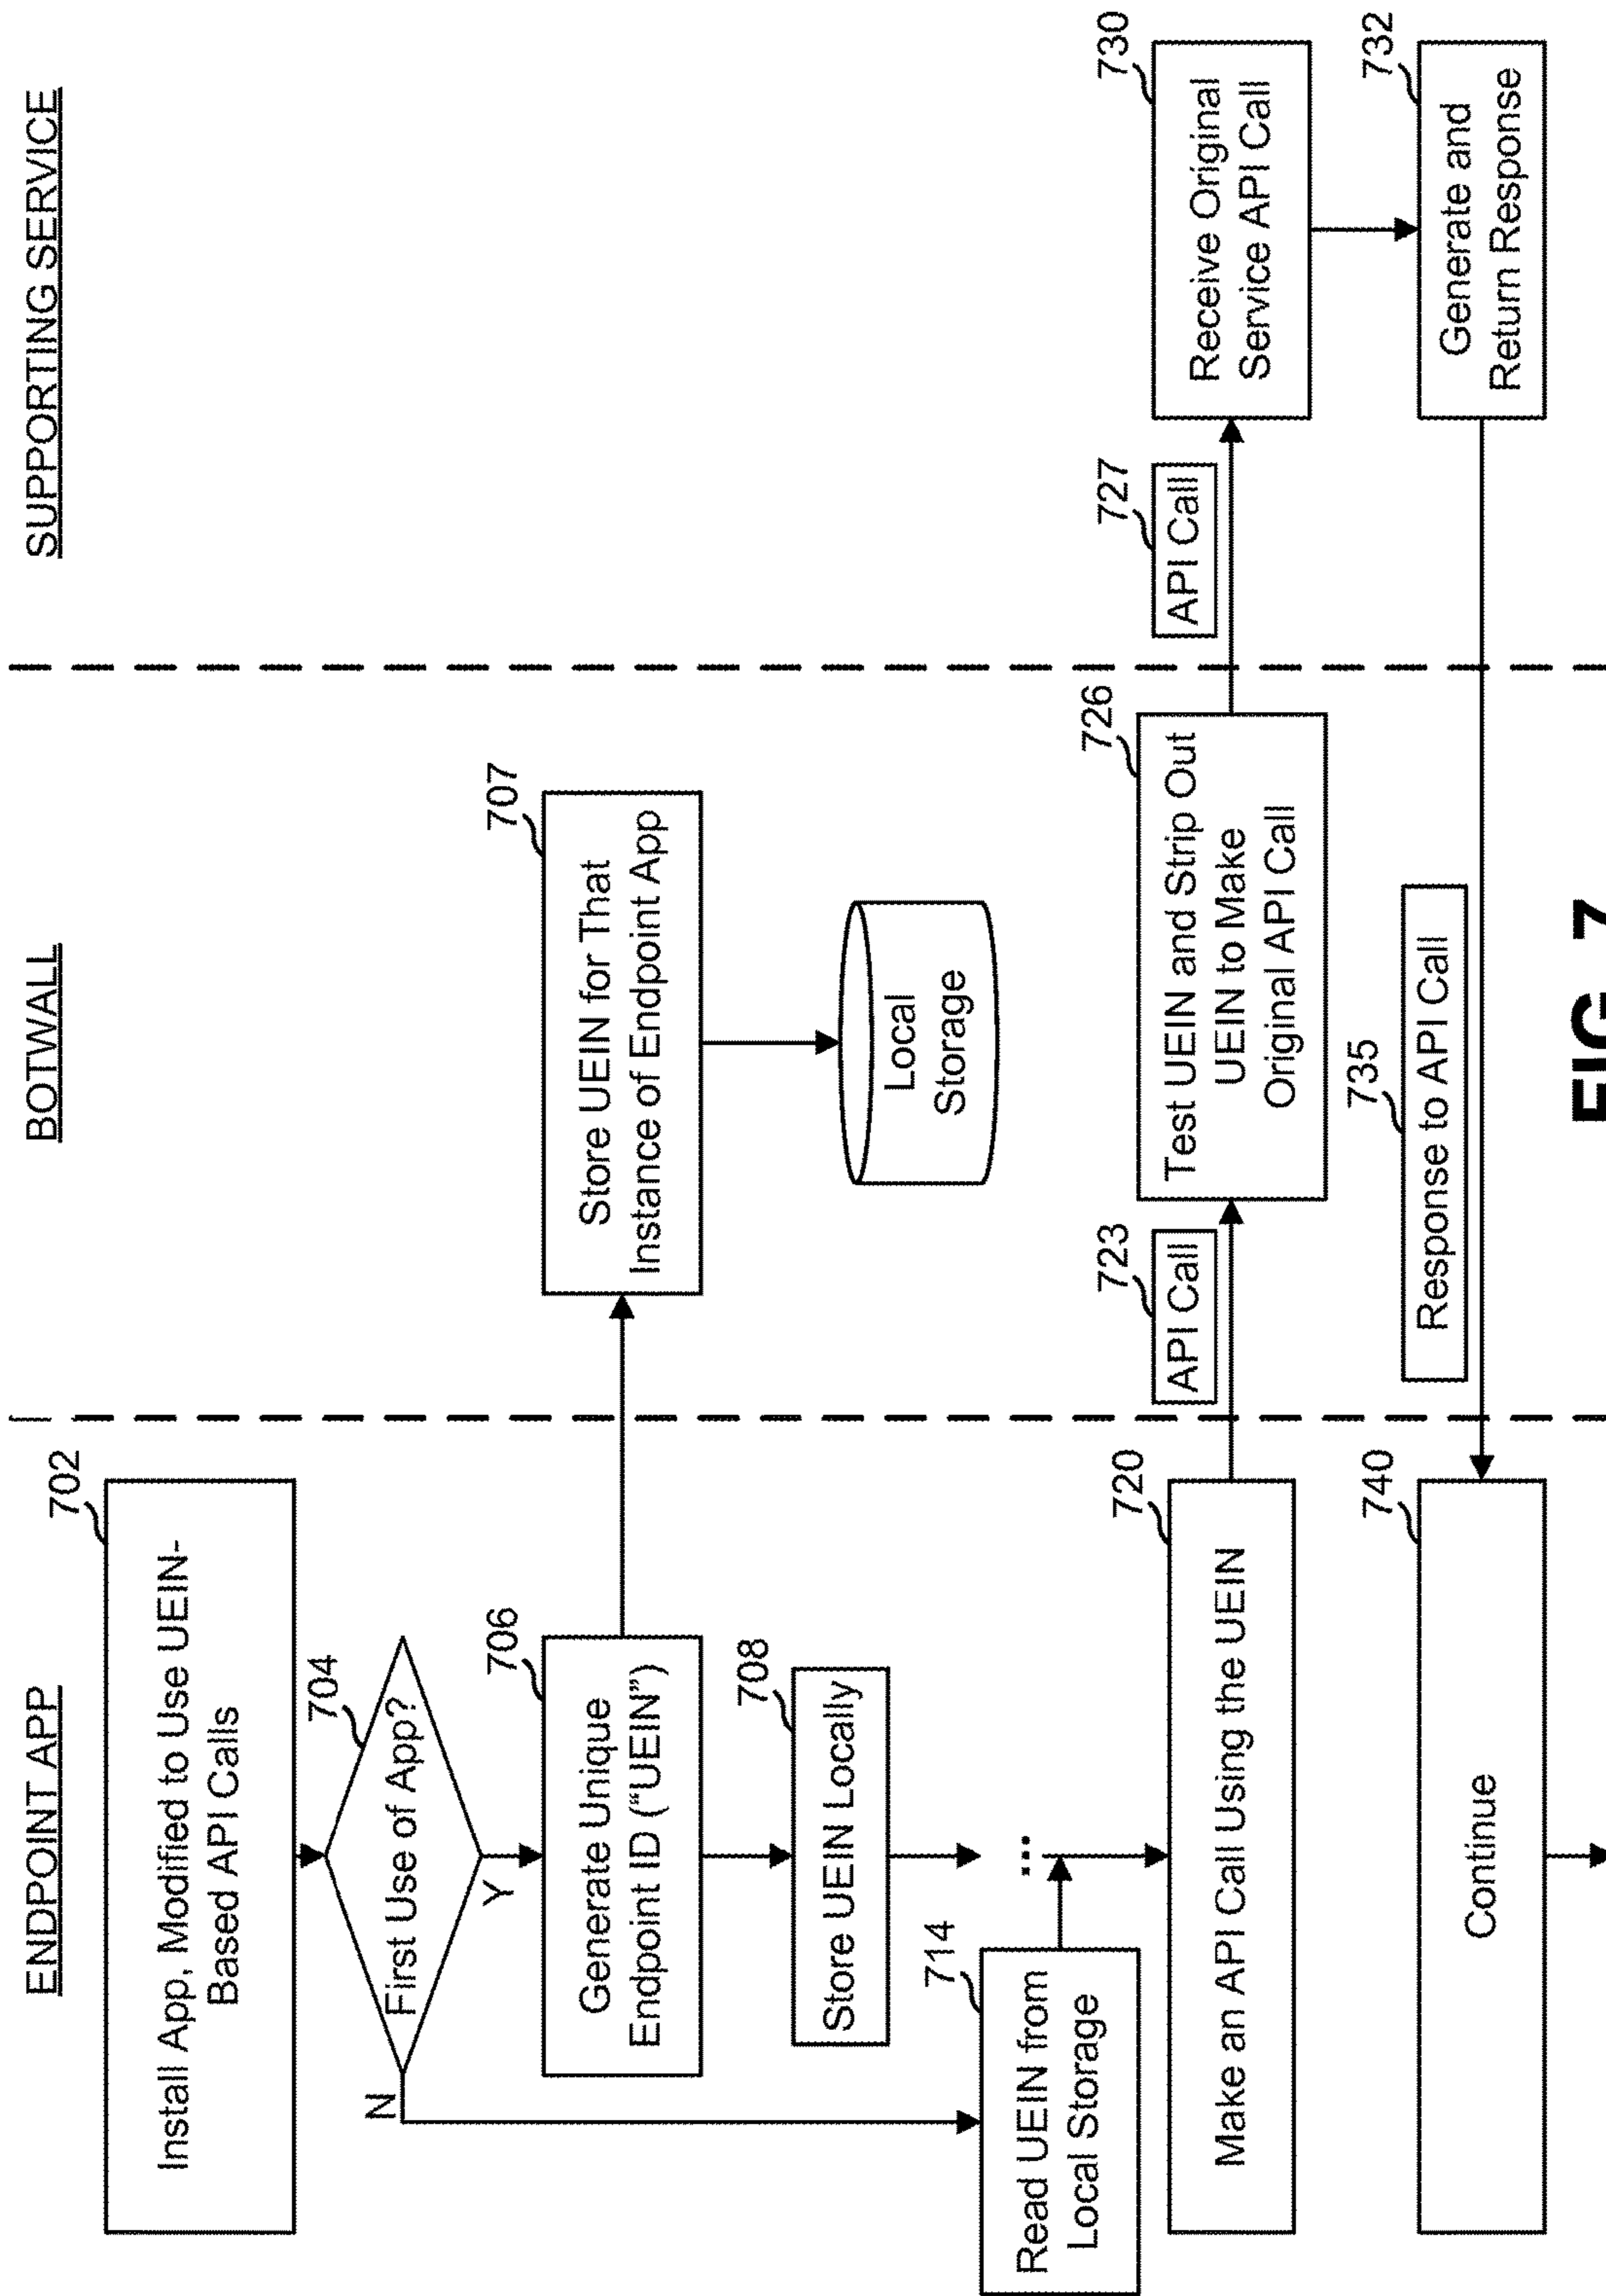 ENDPOINT APP
BOTWALL
SUPPORTING SERVICE
702
Install App, Modified to Use UEIN-
Based API Calls
704
First Use of App?
N
Y
706
Generate Unique
Endpoint ID (“UEIN”)
707
Store UEIN for That
Instance of Endpoint App
708
Store UEIN Locally
Local
Storage
714
Read UEIN from
Local Storage
...
720
Make an API Call Using the UEIN
723
API Call
726
Test UEIN and Strip Out
UEIN to Make
Original API Call
727
API Call
730
Receive Original
Service API Call
732
Generate and
Return Response
735
Response to API Call
740
Continue
FIG. 7